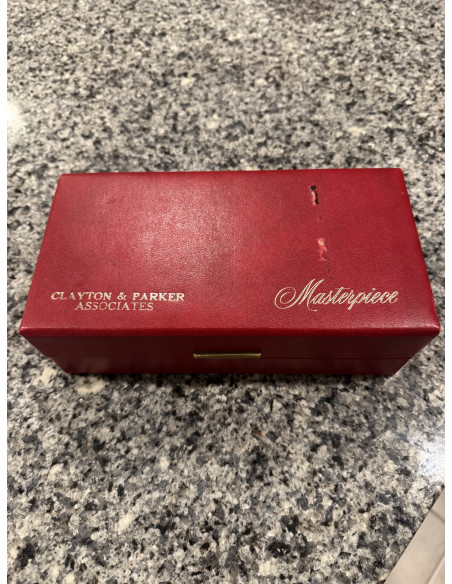 CLAYTON & PARKER
ASSOCIATES
Masterpiece